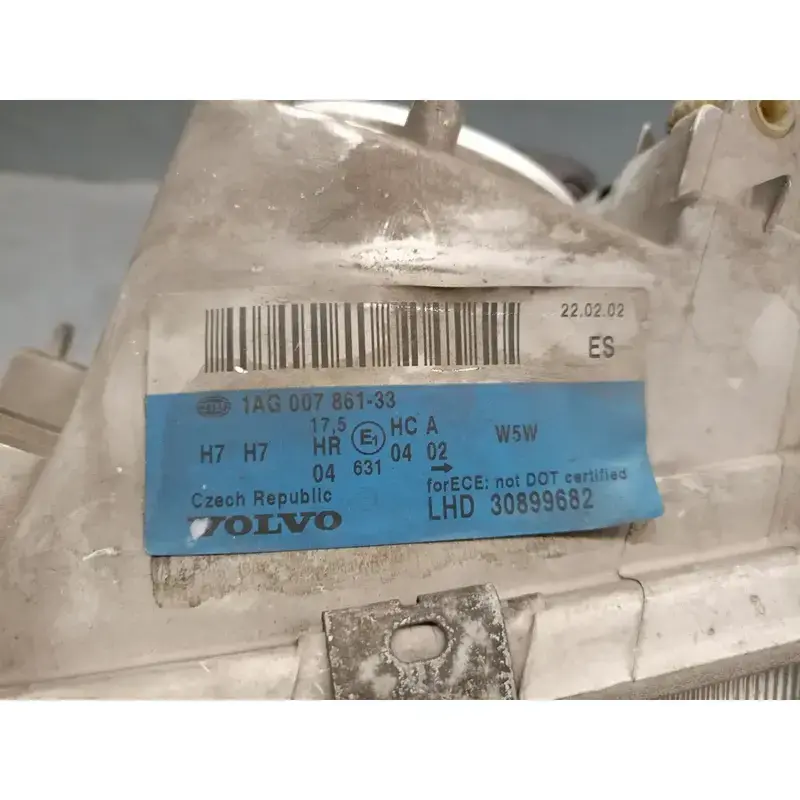 22.02.02
ES
HELLA 1AG 007 861-33
17,5
H7 H7 HR E1 HC A W5W
04 631 04 02 →
forECE: not DOT certified
Czech Republic
VOLVO LHD 30899682